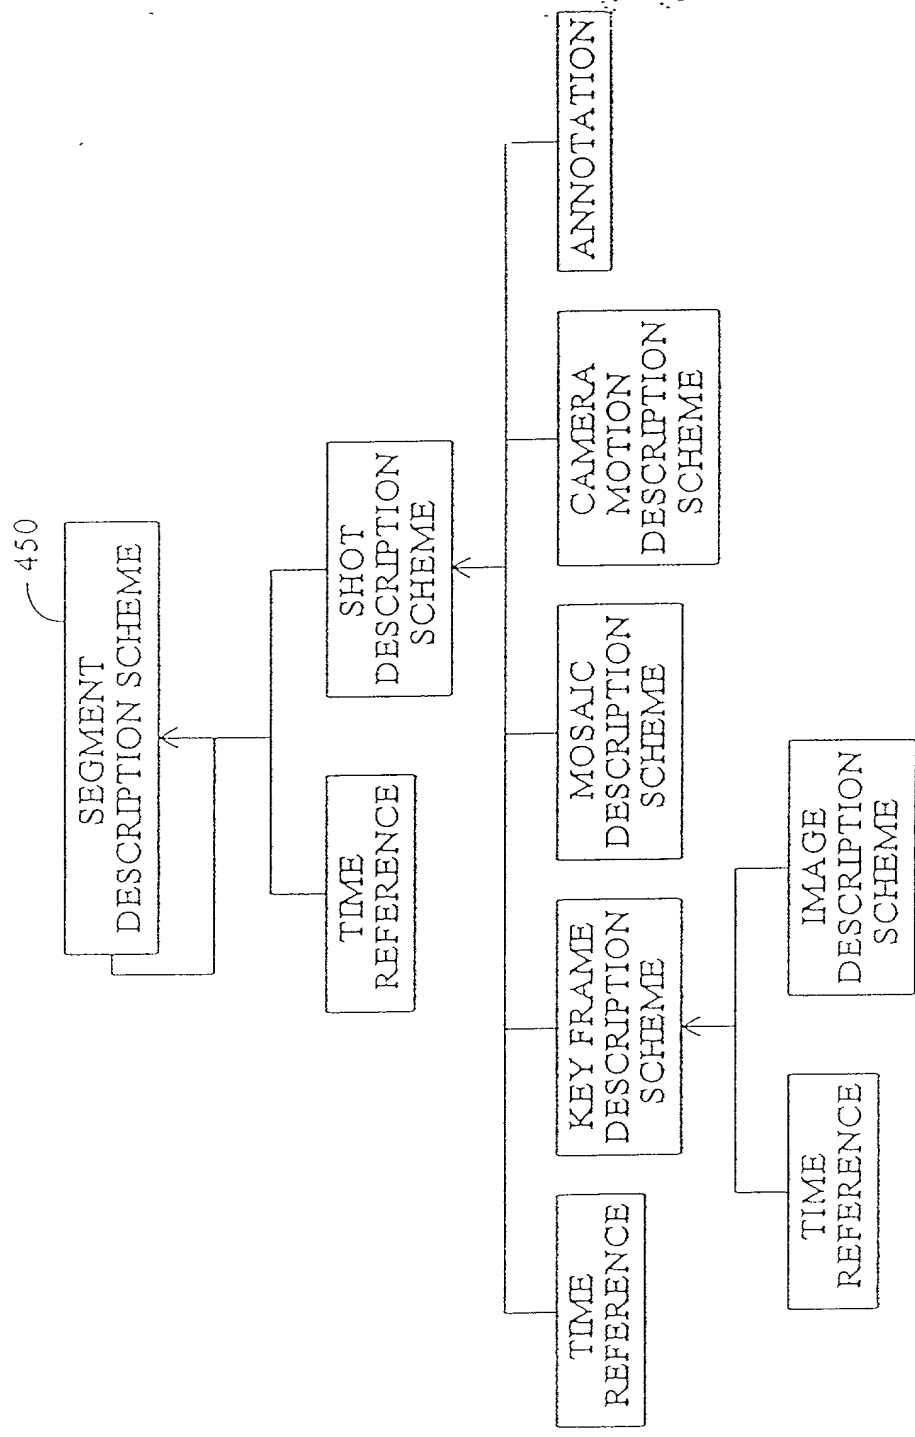 450
SEGMENT
DESCRIPTION SCHEME
TIME
REFERENCE
SHOT
DESCRIPTION
SCHEME
TIME
REFERENCE
KEY FRAME
DESCRIPTION
SCHEME
MOSAIC
DESCRIPTION
SCHEME
CAMERA
MOTION
DESCRIPTION
SCHEME
ANNOTATION
TIME
REFERENCE
IMAGE
DESCRIPTION
SCHEME